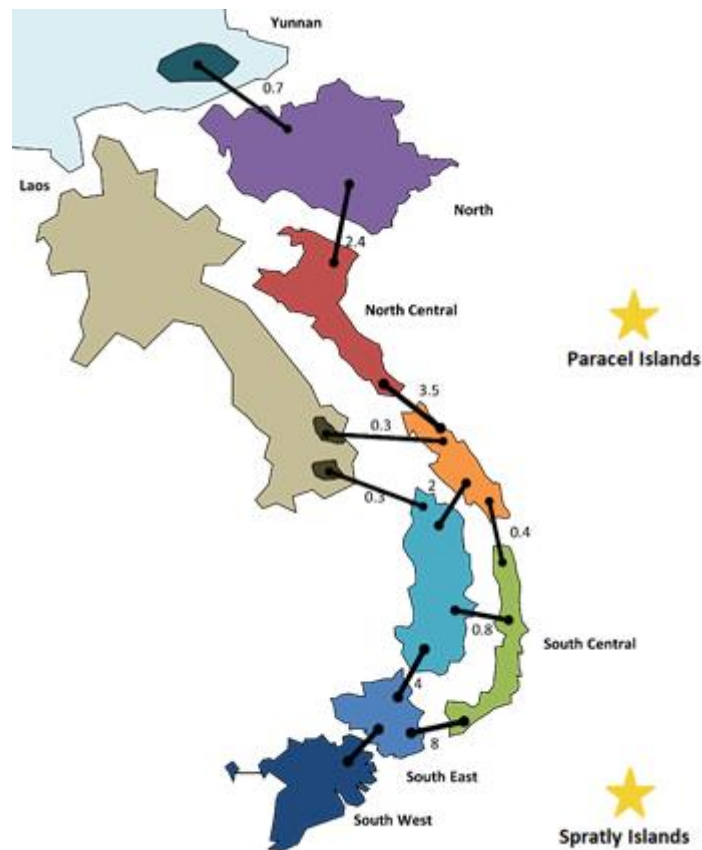 Yunnan
0.7
Laos
North
2.4
North Central
Paracel Islands
3.5
0.3
2
0.3
0.4
0.8
South Central
4
8
South East
South West
Spratly Islands